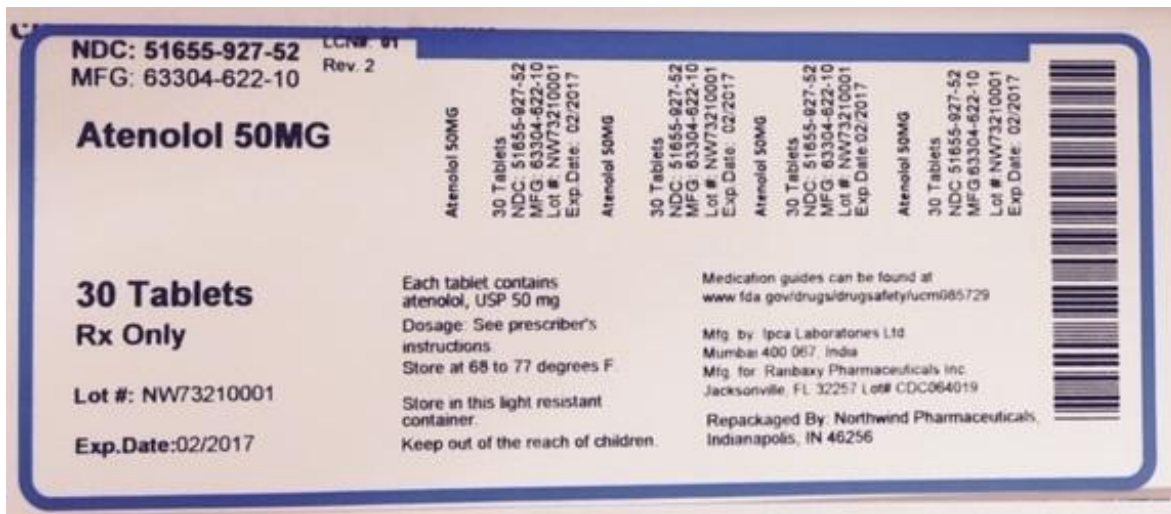 NDC: 51655-927-52
MFG: 63304-622-10
LCN#: 01
Rev. 2
Atenolol 50MG
30 Tablets
Rx Only
Lot #: NW73210001
Exp.Date:02/2017
Atenolol 50MG
30 Tablets
NDC: 51655-927-52
MFG: 63304-622-10
Lot #: NW73210001
Exp.Date: 02/2017
Atenolol 50MG
30 Tablets
NDC: 51655-927-52
MFG: 63304-622-10
Lot #: NW73210001
Exp.Date: 02/2017
Atenolol 50MG
30 Tablets
NDC: 51655-927-52
MFG: 63304-622-10
Lot #: NW73210001
Exp.Date:02/2017
Atenolol 50MG
30 Tablets
NDC 51655-927-52
MFG:63304-622-10
Lot #:NW73210001
Exp.Date: 02/2017
Each tablet contains
atenolol, USP 50 mg
Dosage: See prescriber's
instructions
Store at 68 to 77 degrees F.
Store in this light resistant
container.
Keep out of the reach of children.
Medication guides can be found at
www.fda.gov/drugs/drugsafety/ucm085729
Mfg. by: Ipca Laboratories Ltd
Mumbai 400 067, India
Mfg. for: Ranbaxy Pharmaceuticals Inc.
Jacksonville, FL 32257 Lot# CDC064019
Repackaged By: Northwind Pharmaceuticals,
Indianapolis, IN 46256